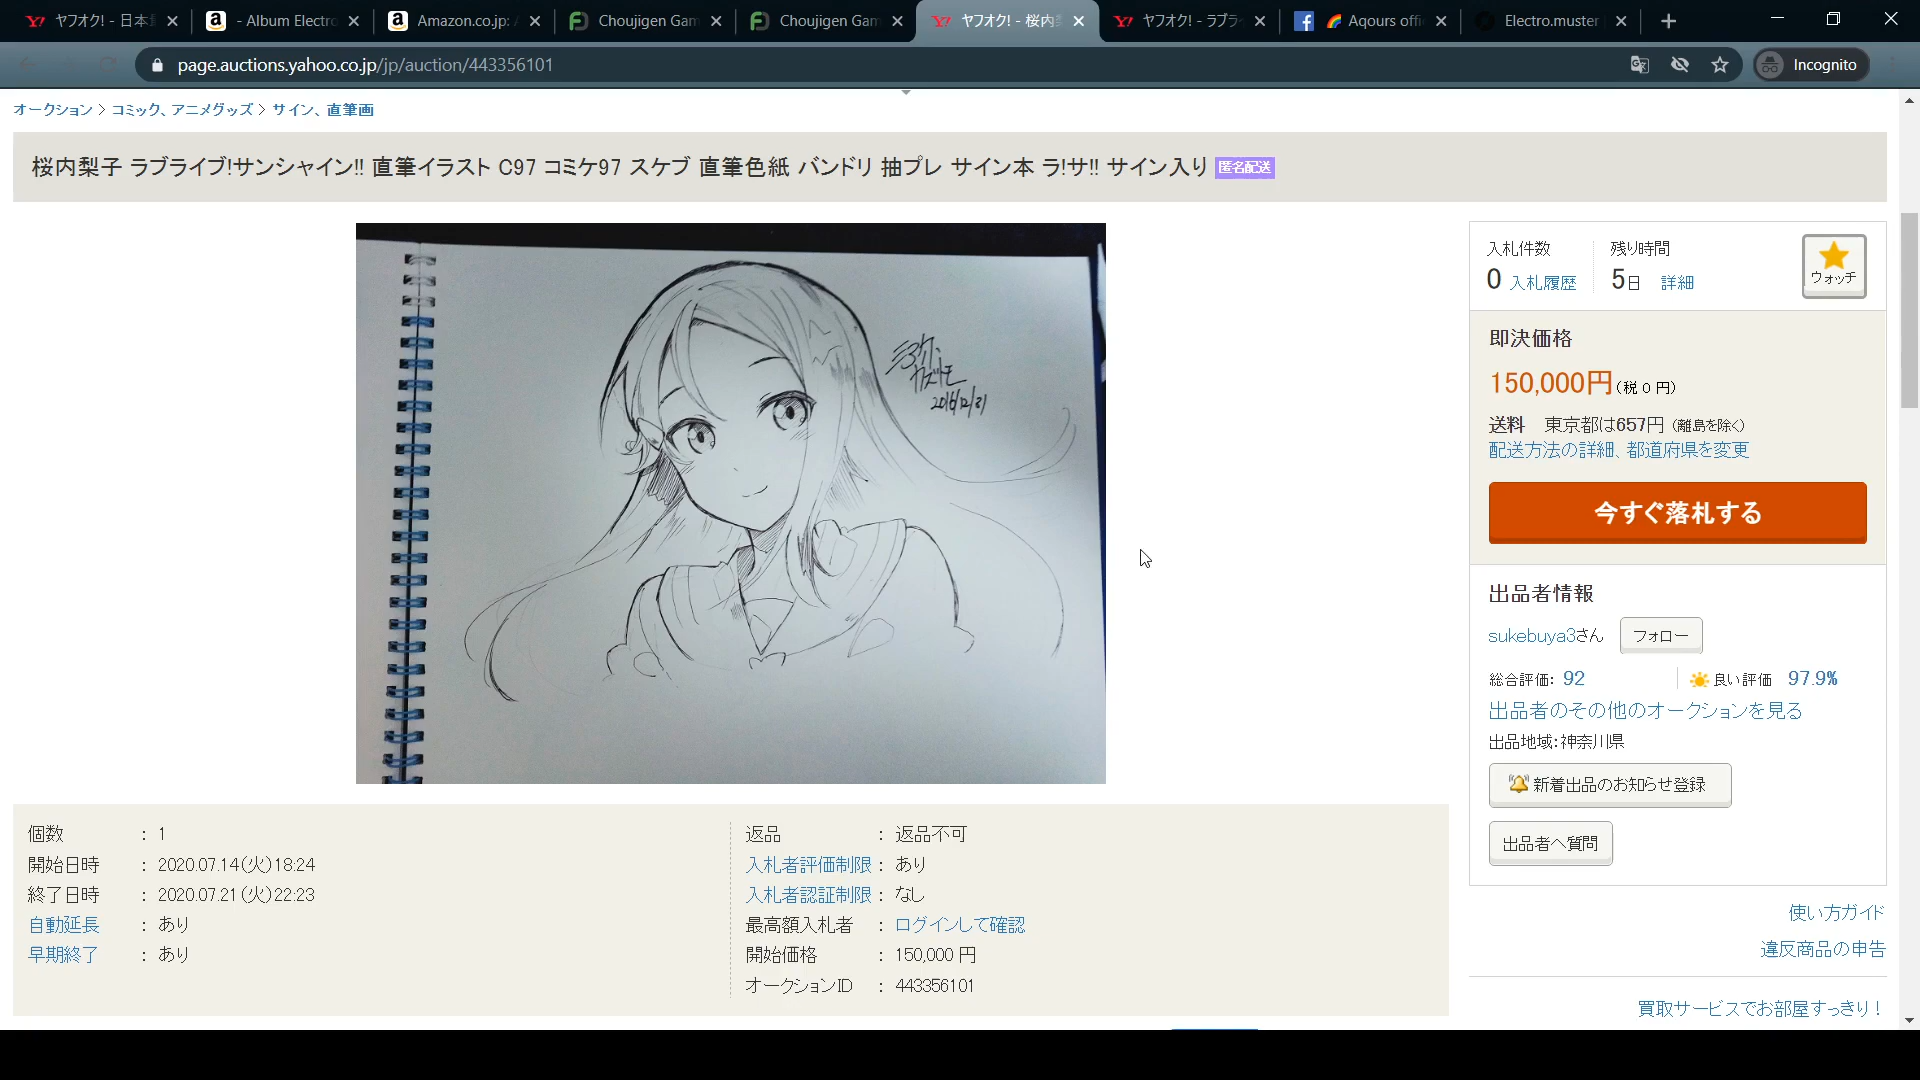 ヤフオク! - 日本
- Album Electro
Amazon.co.jp:
Choujigen Gam
Choujigen Gam
ヤフオク! - 桜内
ヤフオク! - ラブラ
Aqours offi
Electro.muster
page.auctions.yahoo.co.jp/jp/auction/443356101
Incognito
オークション > コミック、アニメグッズ > サイン、直筆画
桜内梨子 ラブライブ!サンシャイン!! 直筆イラスト C97 コミケ97 スケブ 直筆色紙 バンドリ 抽プレ サイン本 ラ!サ!! サイン入り 匿名配送
入札件数
0 入札履歴
残り時間
5日 詳細
ウォッチ
即決価格
150,000円(税 0 円)
送料 東京都は657円 (離島を除く)
配送方法の詳細、都道府県を変更
今すぐ落札する
出品者情報
sukebuya3さん フォロー
総合評価: 92 良い評価 97.9%
出品者のその他のオークションを見る
出品地域:神奈川県
新着出品のお知らせ登録
出品者へ質問
使い方ガイド
違反商品の申告
買取サービスでお部屋すっきり!
個数 : 1
開始日時 : 2020.07.14(火)18:24
終了日時 : 2020.07.21(火)22:23
自動延長 : あり
早期終了 : あり
返品 : 返品不可
入札者評価制限 : あり
入札者認証制限 : なし
最高額入札者 : ログインして確認
開始価格 : 150,000 円
オークションID : 443356101